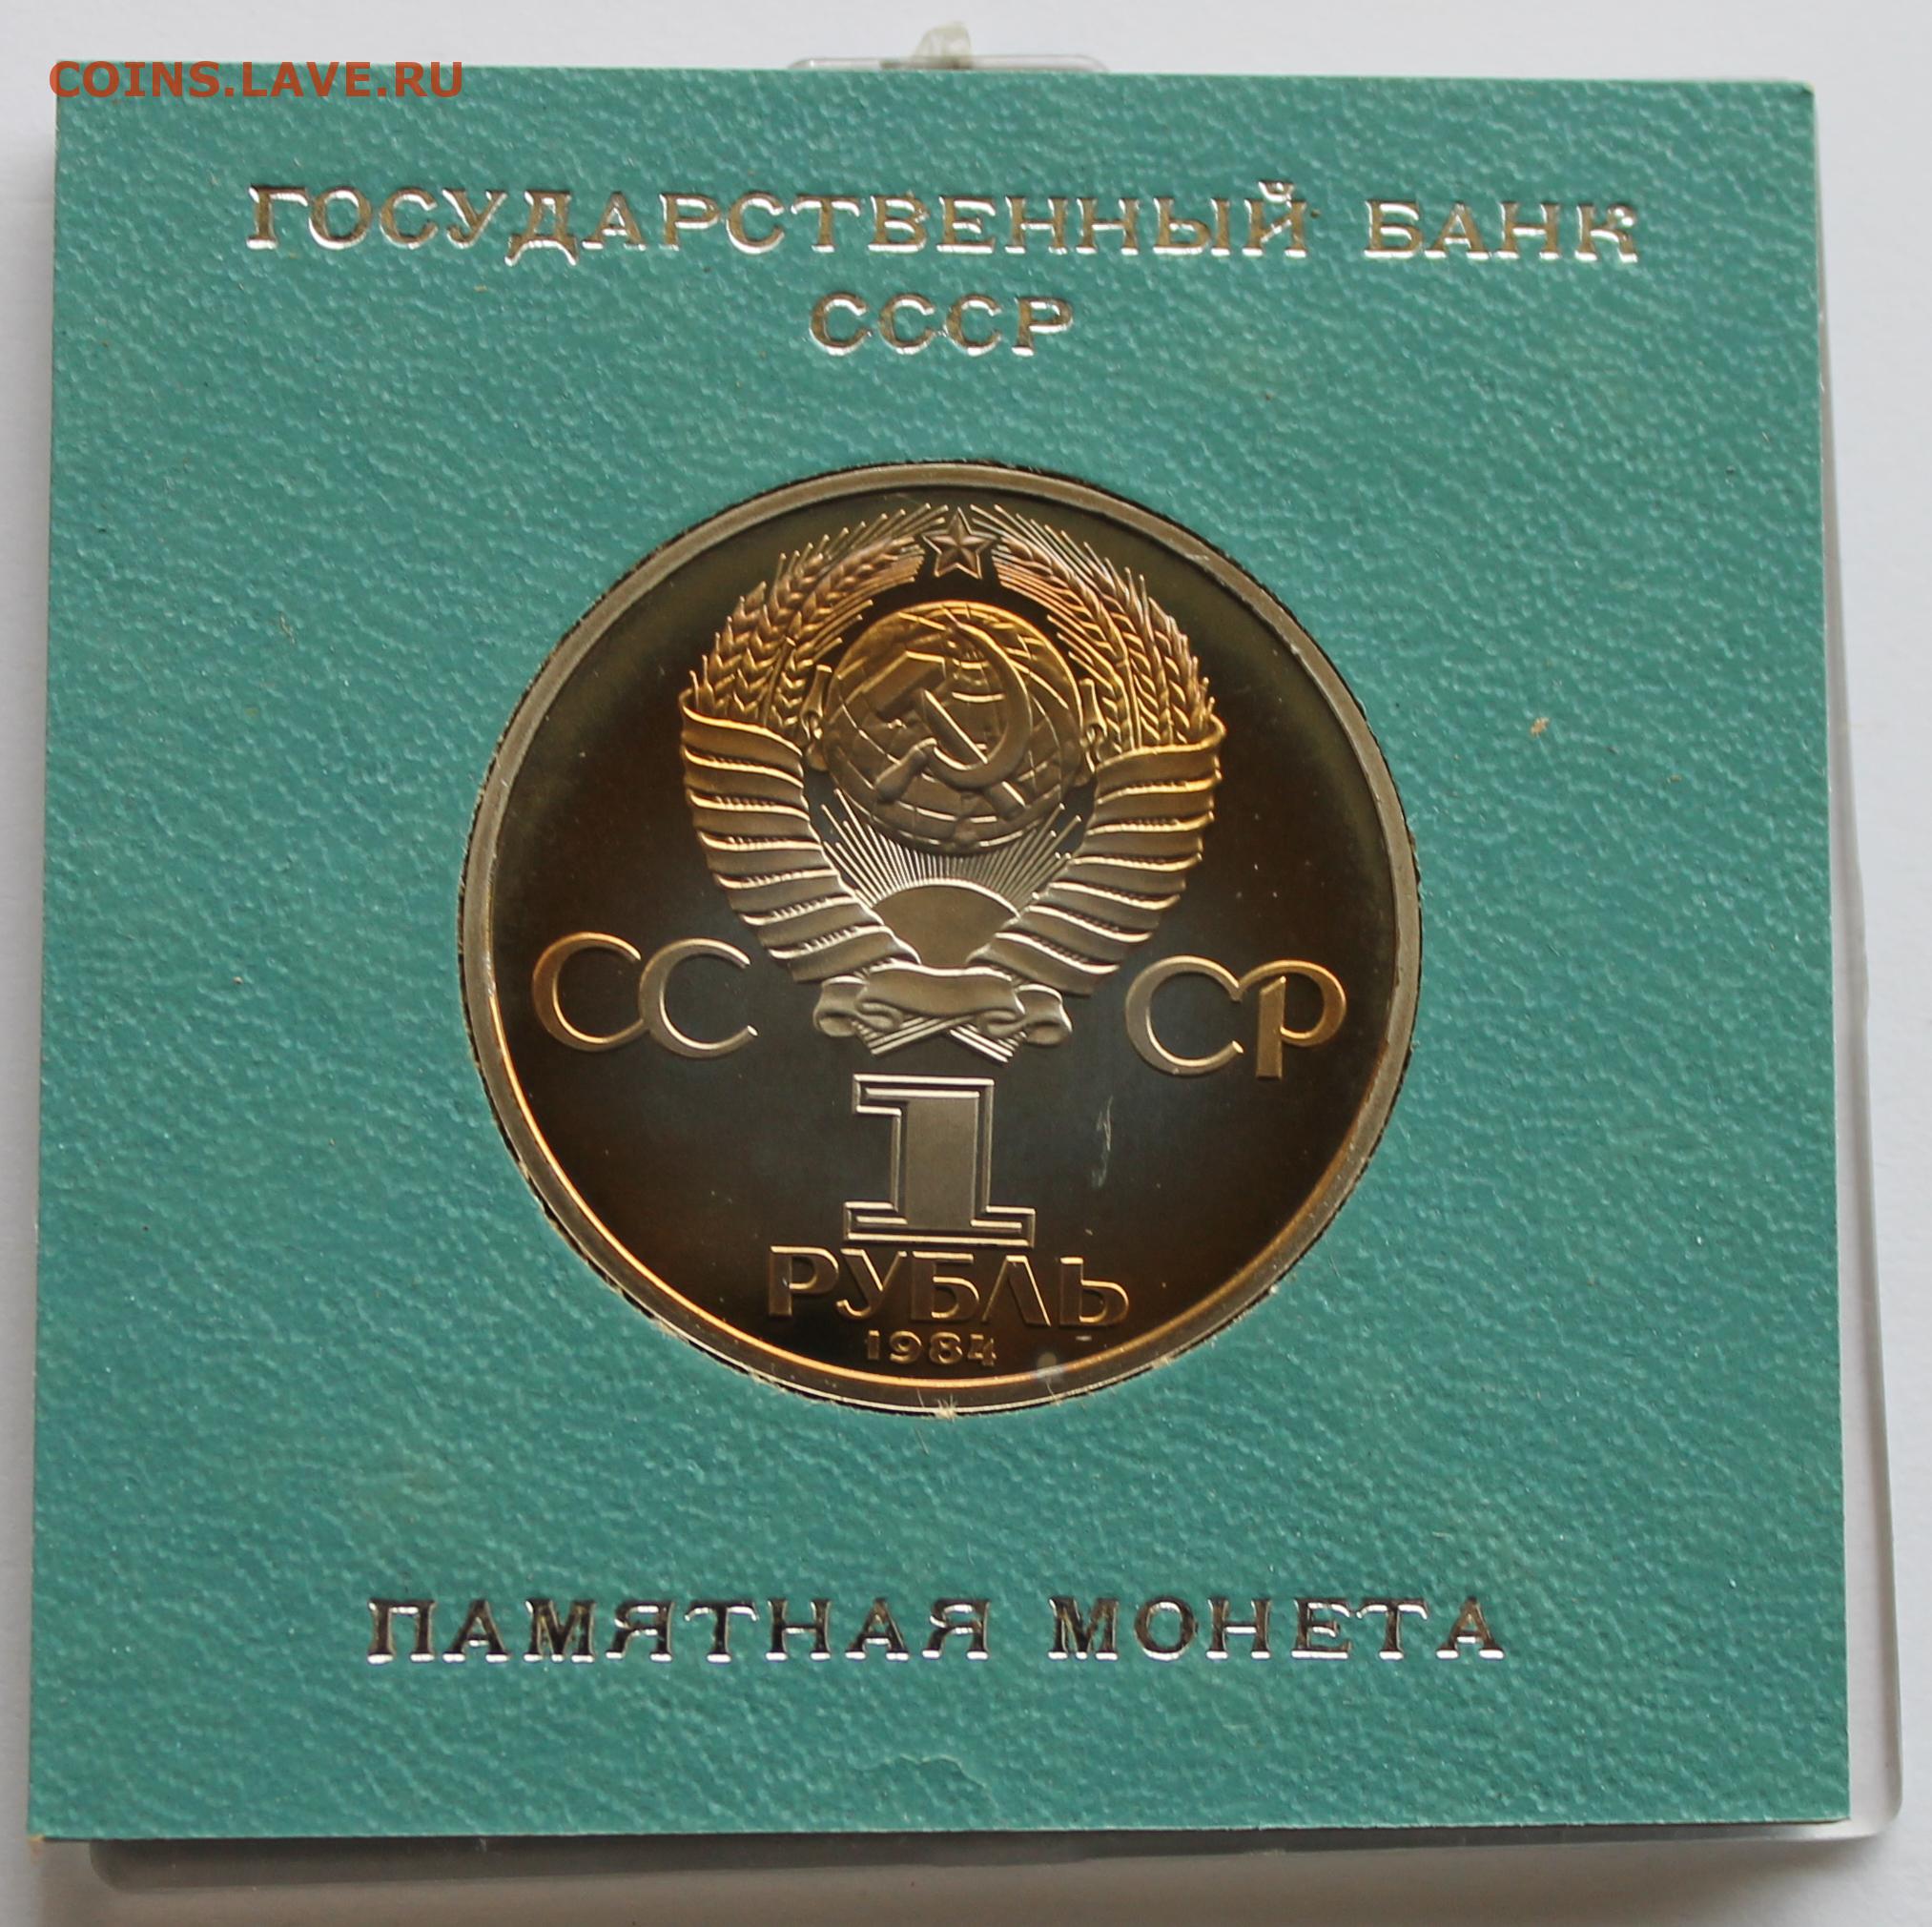 COINS.LAVE.RU
ГОСУДАРСТВЕННЫЙ БАНК
СССР
СС СР
1
РУБЛЬ
1984
ПАМЯТНАЯ МОНЕТА